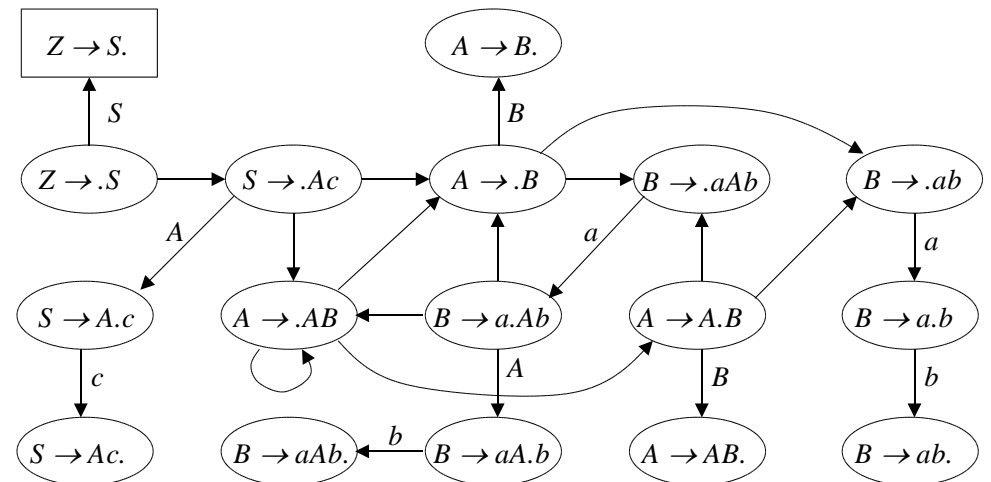 Z → S.
A → B.
S
B
Z → .S
S → .Ac
A → .B
B → .aAb
B → .ab
A
a
a
S → A.c
A → .AB
B → a.Ab
A → A.B
B → a.b
c
A
B
b
S → Ac.
B → aAb.
b
B → aA.b
A → AB.
B → ab.